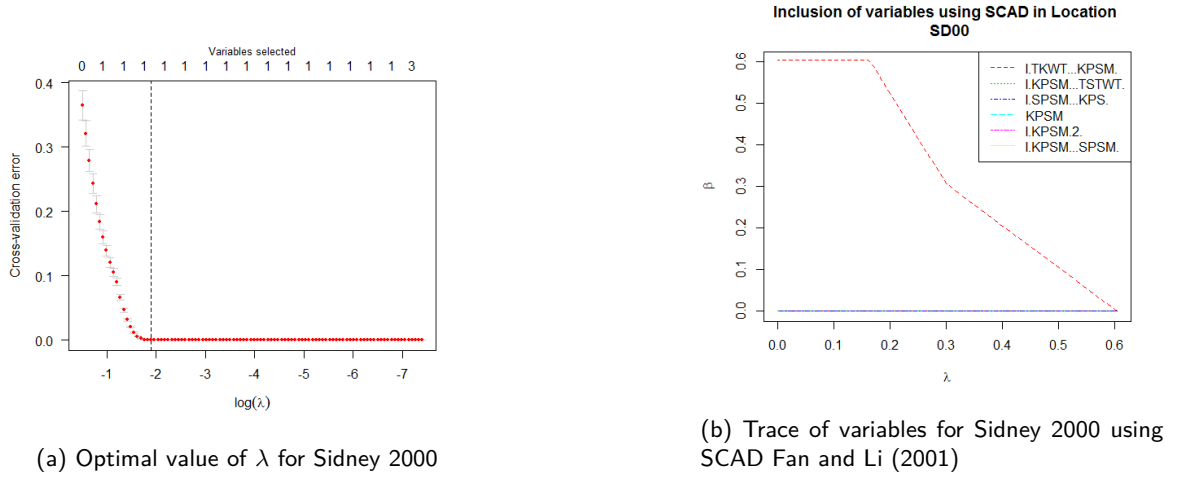 Variables selected
0 1 1 1 1 1 1 1 1 1 1 1 1 1 1 1 3
0.4
0.3
0.2
0.1
0.0
Cross-validation error
-1 -2 -3 -4 -5 -6 -7
log(λ)
(a) Optimal value of λ for Sidney 2000
Inclusion of variables using SCAD in Location
SD00
I.TKWT...KPSM.
I.KPSM...TSTWT.
I.SPSM...KPS.
KPSM
I.KPSM.2.
I.KPSM...SPSM.
0.6
0.5
0.4
0.3
0.2
0.1
0.0
β
0.0 0.1 0.2 0.3 0.4 0.5 0.6
λ
(b) Trace of variables for Sidney 2000 using
SCAD Fan and Li (2001)